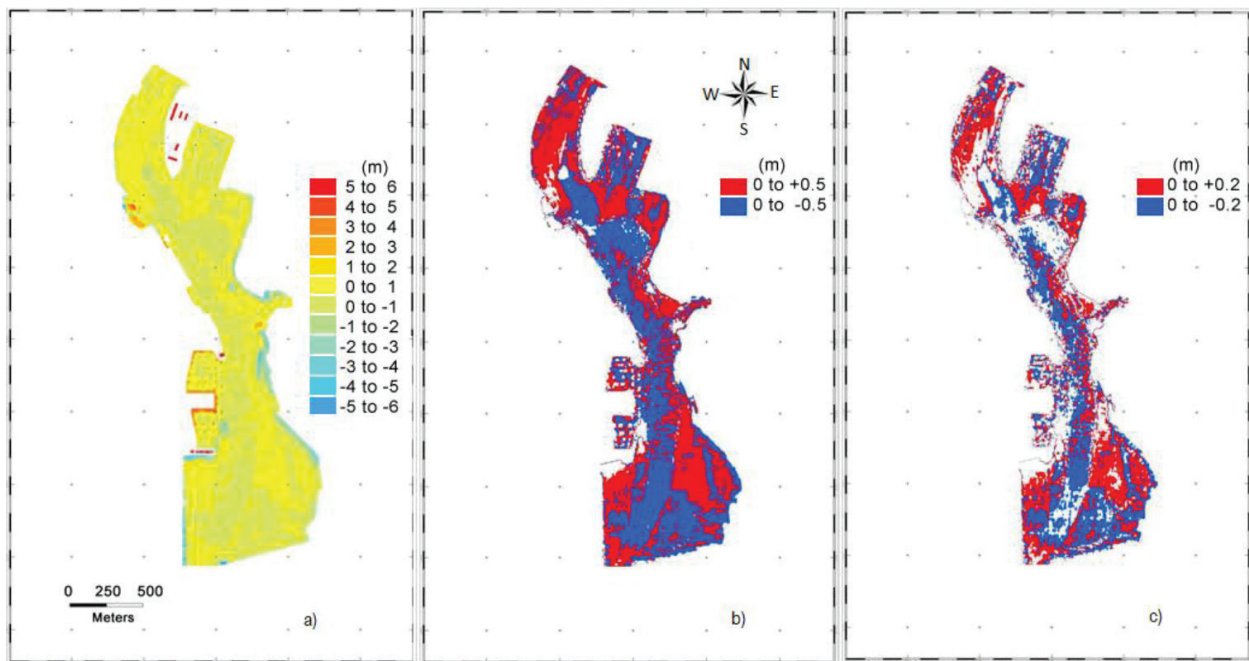 (m)
5 to 6
4 to 5
3 to 4
2 to 3
1 to 2
0 to 1
0 to -1
-1 to -2
-2 to -3
-3 to -4
-4 to -5
-5 to -6
0 250 500
Meters
a)
N
W E
S
(m)
0 to +0.5
0 to -0.5
b)
(m)
0 to +0.2
0 to -0.2
c)